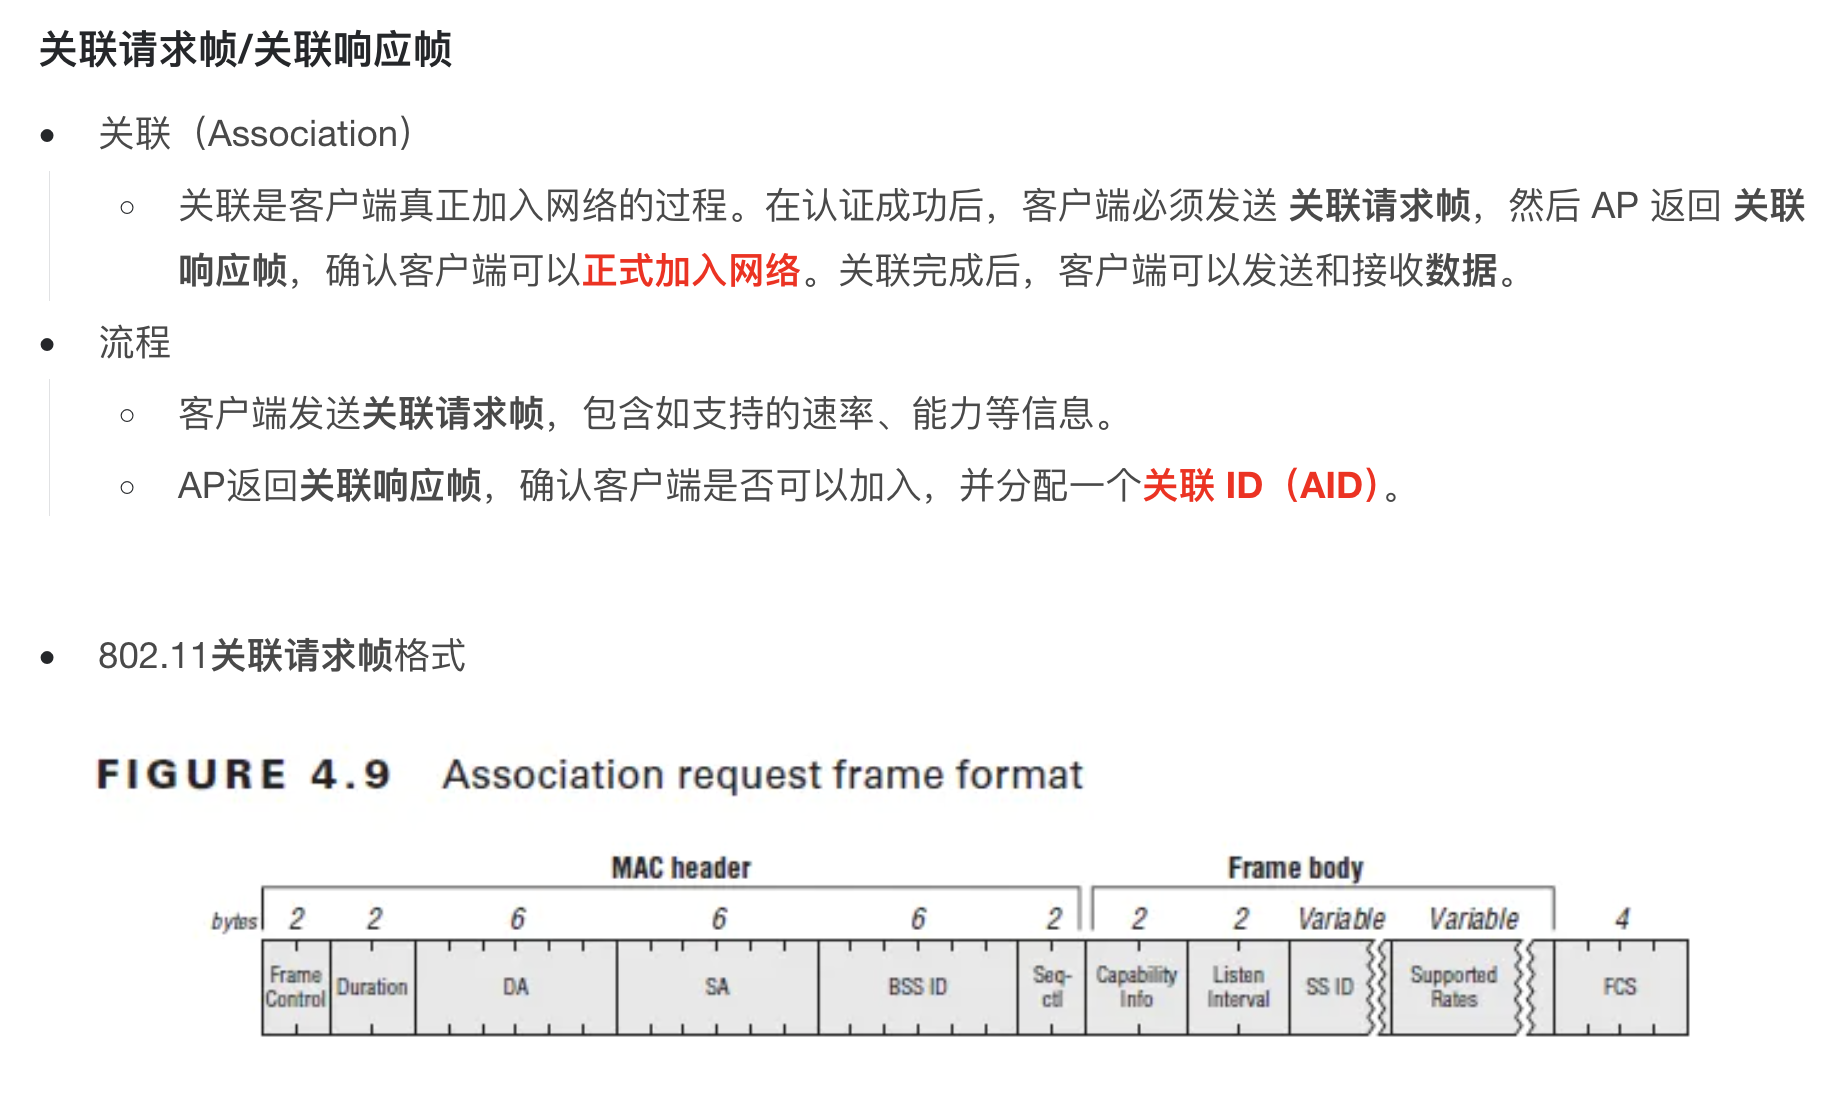 关联请求帧/关联响应帧
关联（Association）
关联是客户端真正加入网络的过程。在认证成功后，客户端必须发送 关联请求帧，然后 AP 返回 关联
响应帧，确认客户端可以正式加入网络。关联完成后，客户端可以发送和接收数据。
流程
客户端发送关联请求帧，包含如支持的速率、能力等信息。
AP返回关联响应帧，确认客户端是否可以加入，并分配一个关联 ID（AID）。
802.11关联请求帧格式
FIGURE 4.9 Association request frame format
MAC header Frame body
bytes 2 2 6 6 6 2 2 2 Variable Variable 4
Frame Control Duration DA SA BSS ID Seq-ctl Capability Info Listen Interval SS ID Supported Rates FCS